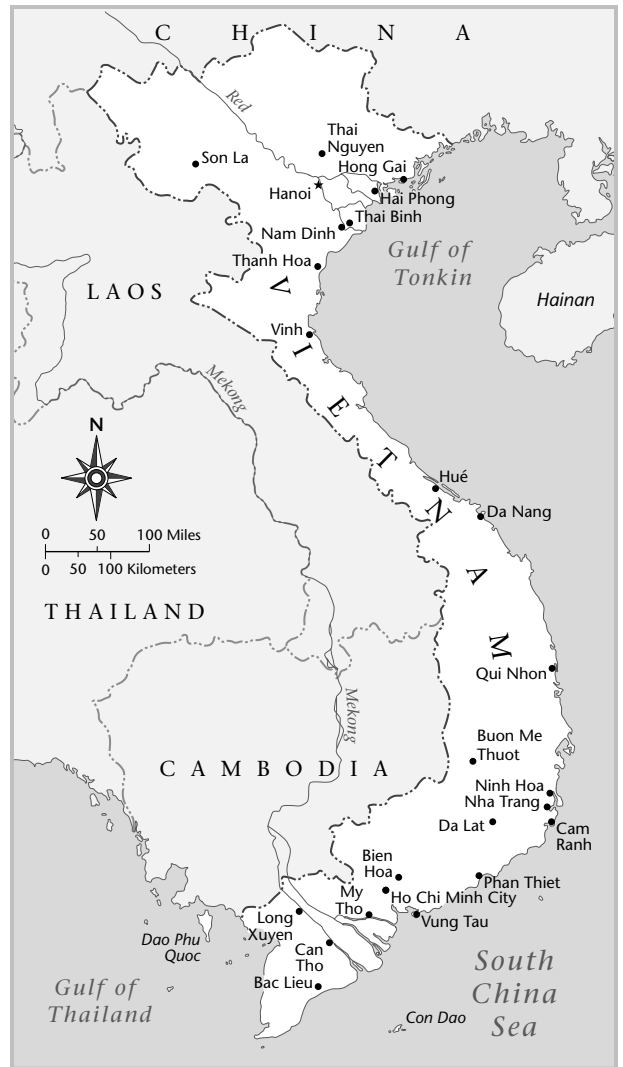 C H I N A
Red
Thai
Nguyen
Son La
Hong Gai
Hanoi
Hai Phong
Thai Binh
Nam Dinh
Gulf of
Tonkin
Thanh Hoa
LAOS
Hainan
Vinh
VIETNAM
Mekong
N
Hué
Da Nang
0 50 100 Miles
0 50 100 Kilometers
THAILAND
Qui Nhon
Mekong
Buon Me
Thuot
CAMBODIA
Ninh Hoa
Nha Trang
Da Lat
Cam
Ranh
Bien
Hoa
Phan Thiet
My
Tho
Ho Chi Minh City
Long
Xuyen
Vung Tau
Dao Phu
Quoc
Can
Tho
South
China
Sea
Gulf of
Thailand
Bac Lieu
Con Dao